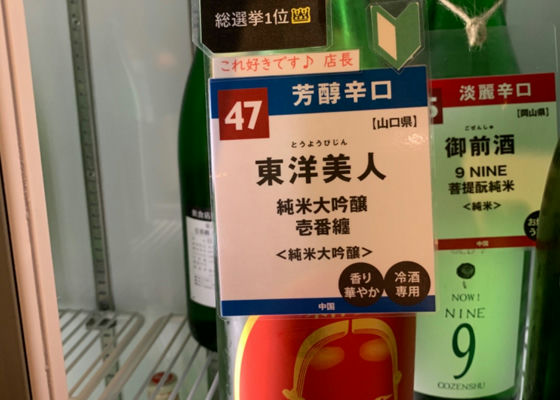 総選挙1位
これ好きです♪ 店長
47
芳醇辛口
【山口県】
とうようびじん
東洋美人
純米大吟醸
壱番纏
<純米大吟醸>
香り
華やか
冷酒
専用
中国
淡麗辛口
【岡山県】
ごぜんしゅ
御前酒
9 NINE
菩提酛純米
<純米>
中国
NOW!
NINE
9
GOZENSHU